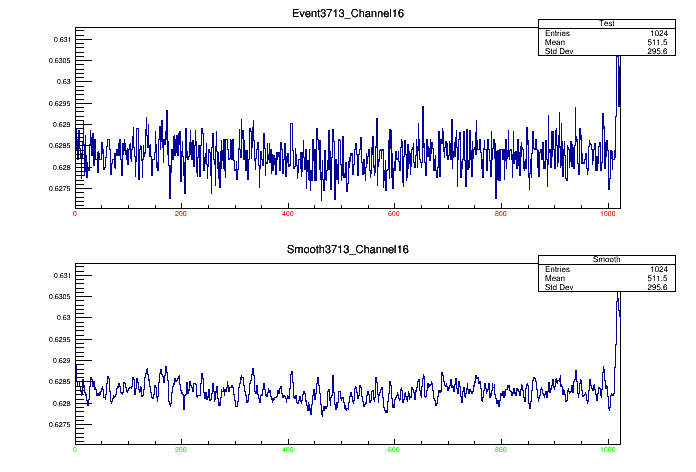 Event3713_Channel16
Test
Entries 1024
Mean 511.5
Std Dev 295.6
0.631
0.6305
0.63
0.6295
0.629
0.6285
0.628
0.6275
0 200 400 600 800 1000
Smooth3713_Channel16
Smooth
Entries 1024
Mean 511.5
Std Dev 295.6
0.631
0.6305
0.63
0.6295
0.629
0.6285
0.628
0.6275
0 200 400 600 800 1000